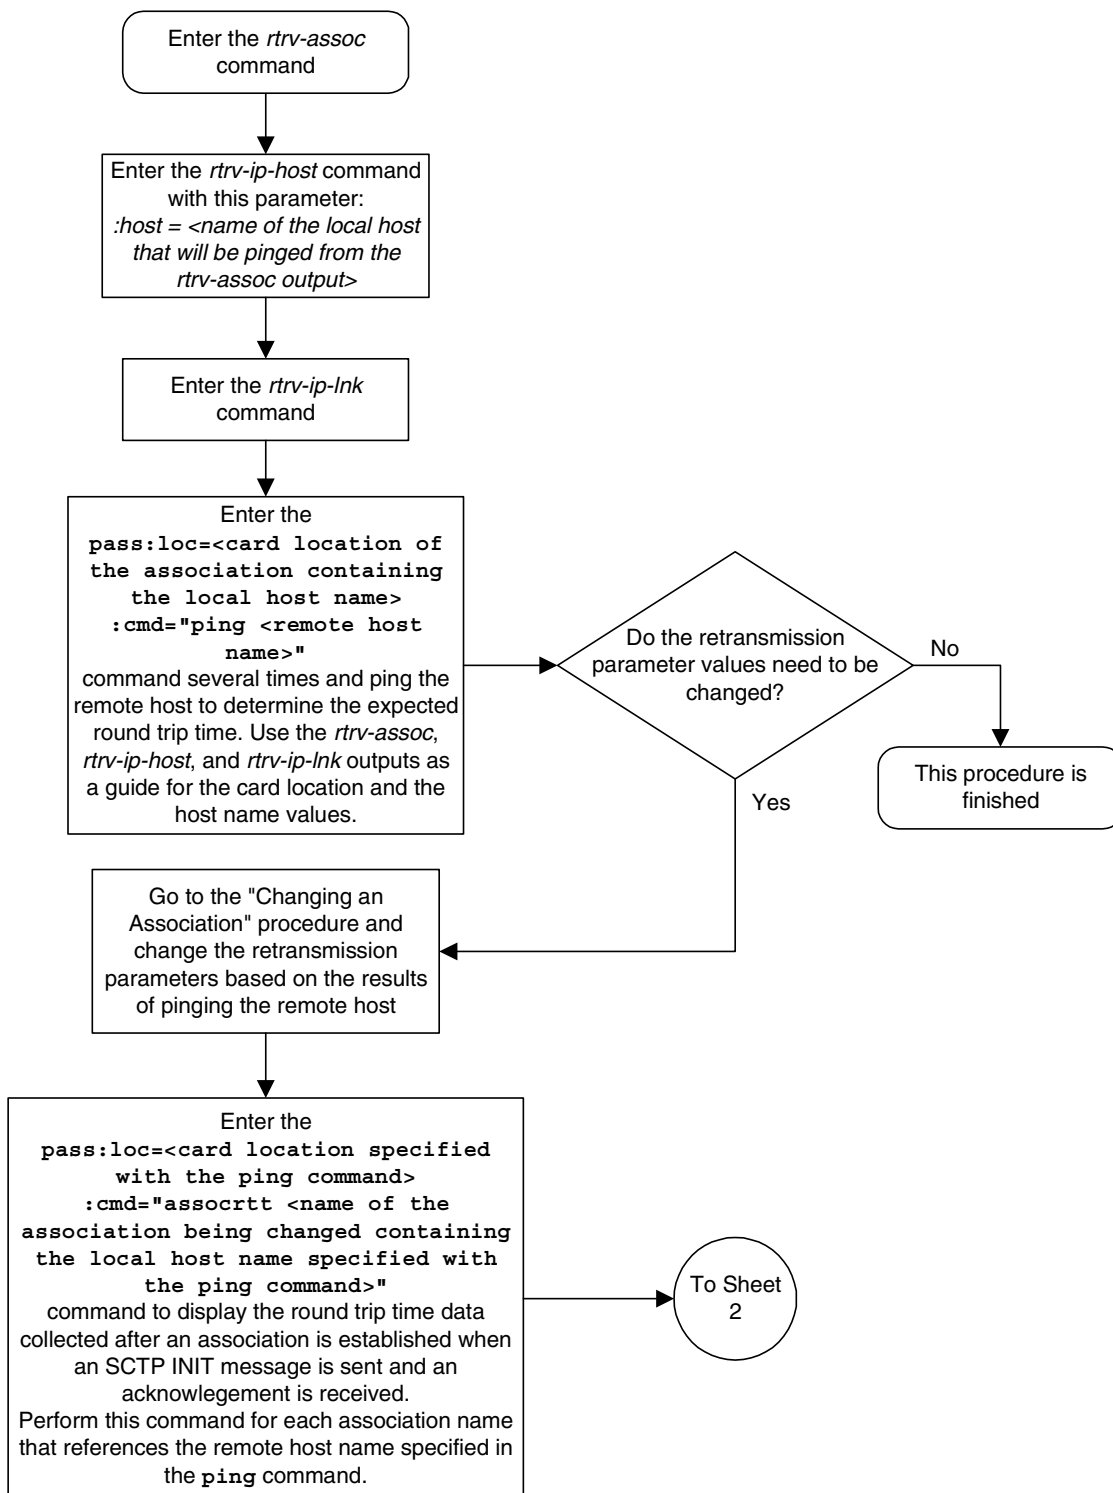 Enter the rtrv-assoc
command
Enter the rtrv-ip-host command
with this parameter:
:host = <name of the local host
that will be pinged from the
rtrv-assoc output>
Enter the rtrv-ip-lnk
command
Enter the
pass:loc=<card location of
the association containing
the local host name>
:cmd="ping <remote host
name>"
command several times and ping the
remote host to determine the expected
round trip time. Use the rtrv-assoc,
rtrv-ip-host, and rtrv-ip-lnk outputs as
a guide for the card location and the
host name values.
Do the retransmission
parameter values need to be
changed?
No
This procedure is
finished
Yes
Go to the "Changing an
Association" procedure and
change the retransmission
parameters based on the results
of pinging the remote host
Enter the
pass:loc=<card location specified
with the ping command>
:cmd="assocrtt <name of the
association being changed containing
the local host name specified with
the ping command>"
command to display the round trip time data
collected after an association is established when
an SCTP INIT message is sent and an
acknowlegement is received.
Perform this command for each association name
that references the remote host name specified in
the ping command.
To Sheet
2